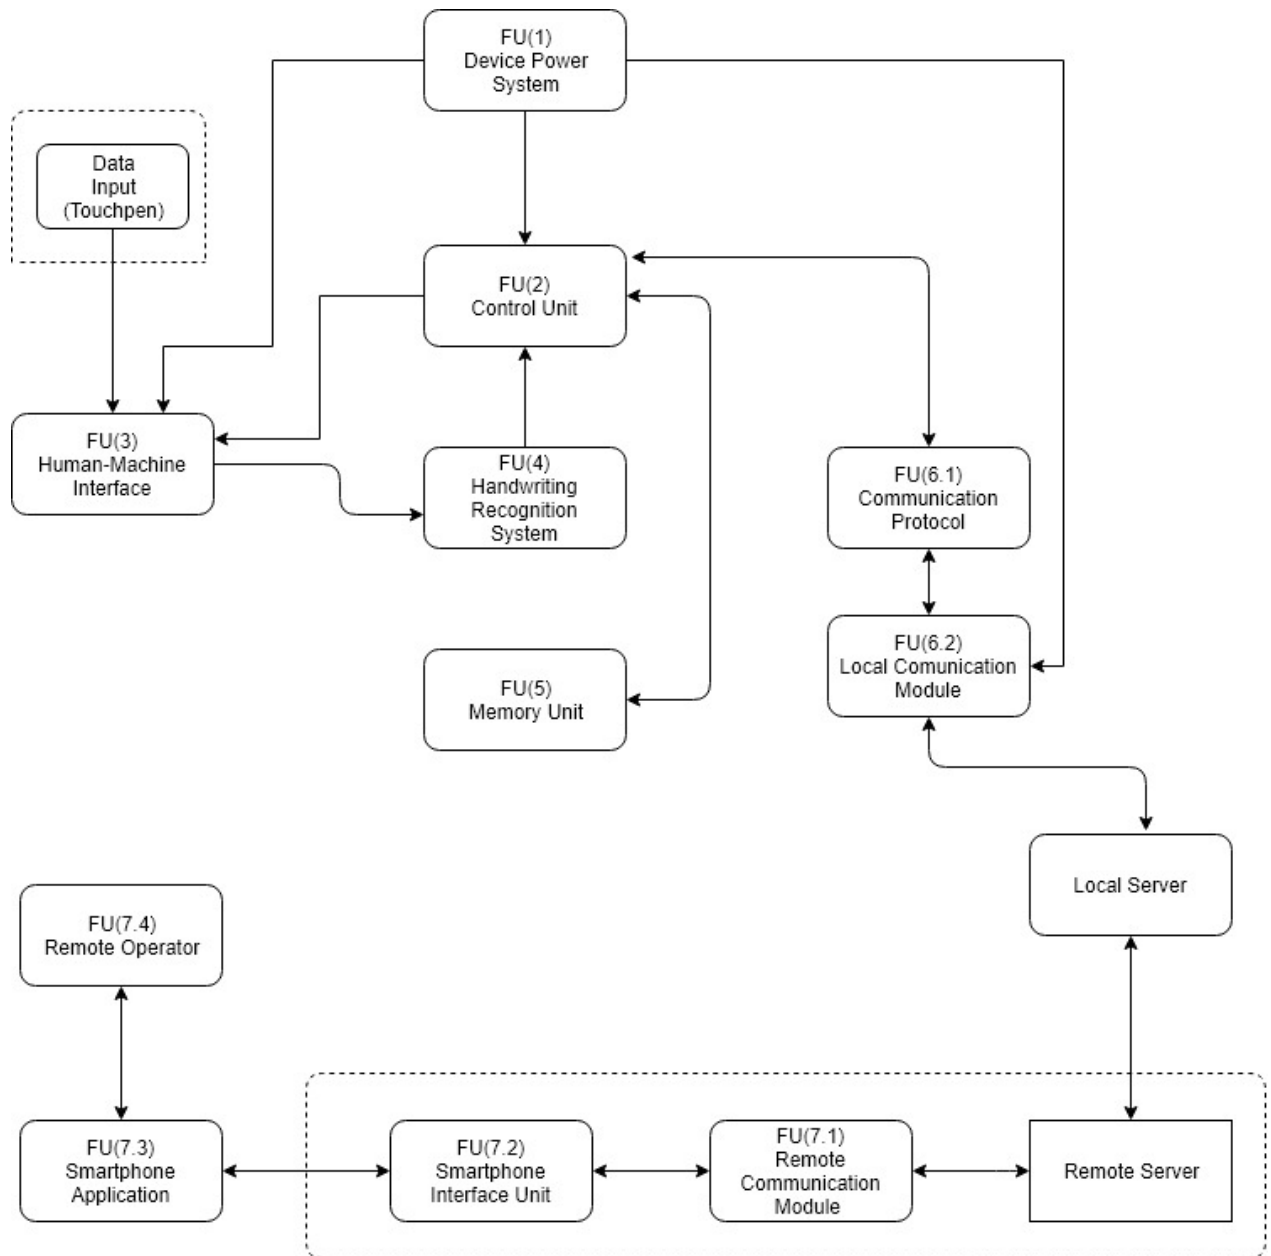 FU(1)
Device Power
System
Data
Input
(Touchpen)
FU(2)
Control Unit
FU(3)
Human-Machine
Interface
FU(4)
Handwriting
Recognition
System
FU(6.1)
Communication
Protocol
FU(6.2)
Local Comunication
Module
FU(5)
Memory Unit
Local Server
FU(7.4)
Remote Operator
FU(7.3)
Smartphone
Application
FU(7.2)
Smartphone
Interface Unit
FU(7.1)
Remote
Communication
Module
Remote Server